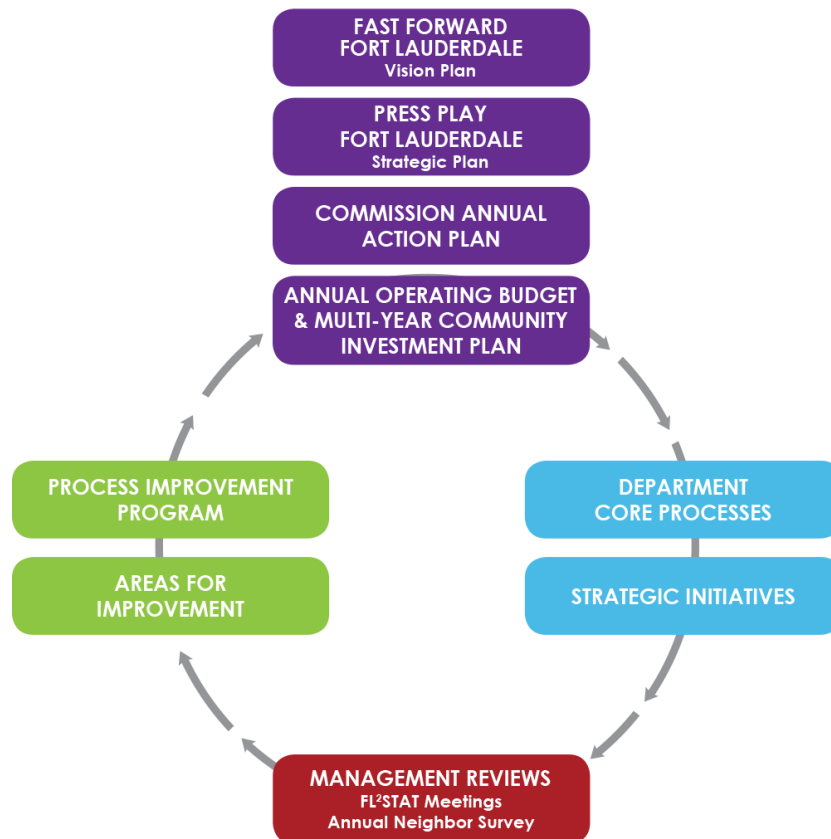 FAST FORWARD
FORT LAUDERDALE
Vision Plan
PRESS PLAY
FORT LAUDERDALE
Strategic Plan
COMMISSION ANNUAL
ACTION PLAN
ANNUAL OPERATING BUDGET
& MULTI-YEAR COMMUNITY
INVESTMENT PLAN
DEPARTMENT
CORE PROCESSES
STRATEGIC INITIATIVES
MANAGEMENT REVIEWS
FL²STAT Meetings
Annual Neighbor Survey
AREAS FOR
IMPROVEMENT
PROCESS IMPROVEMENT
PROGRAM